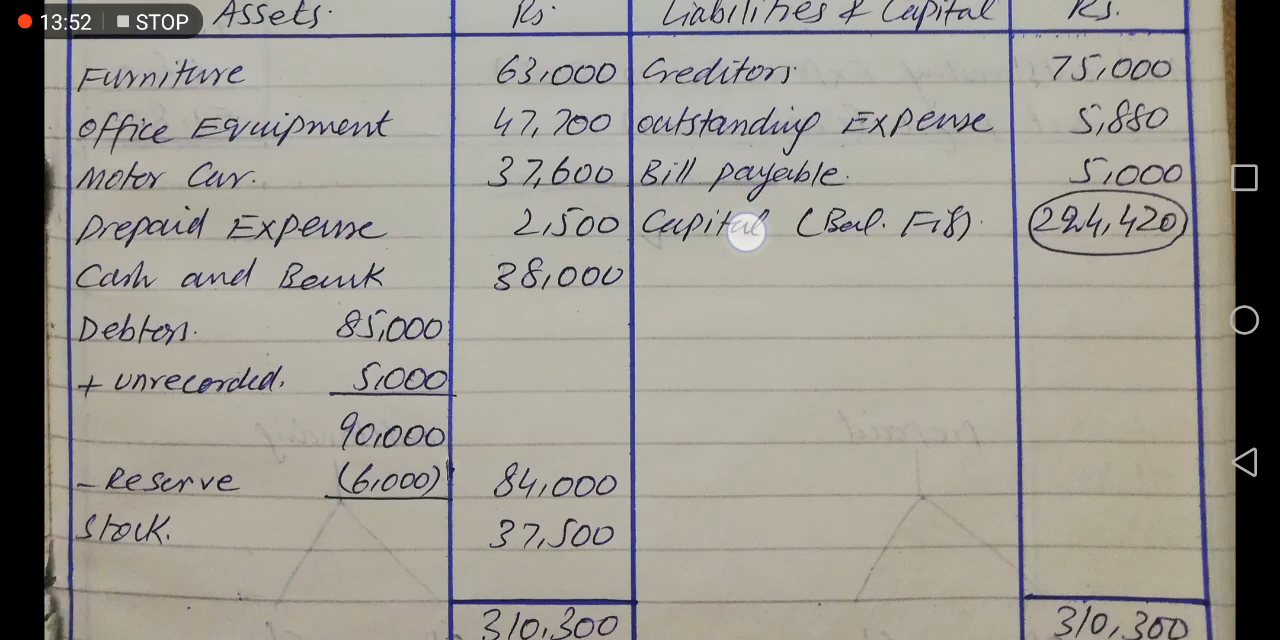 13:52 STOP
Assets. Rs. Liabilities & Capital Rs.
Furniture 63,000 Creditors. 75,000
Office Equipment 47,700 outstanding Expense 5,880
Motor Car. 37,600 Bill payable. 5,000
Prepaid Expense 2,500 Capital (Bal. Fig). 224,420
Cash and Bank 38,000
Debtors. 85,000
+ unrecorded. 5,000
90,000
- Reserve (6,000) 84,000
Stock. 37,500
310,300 310,300